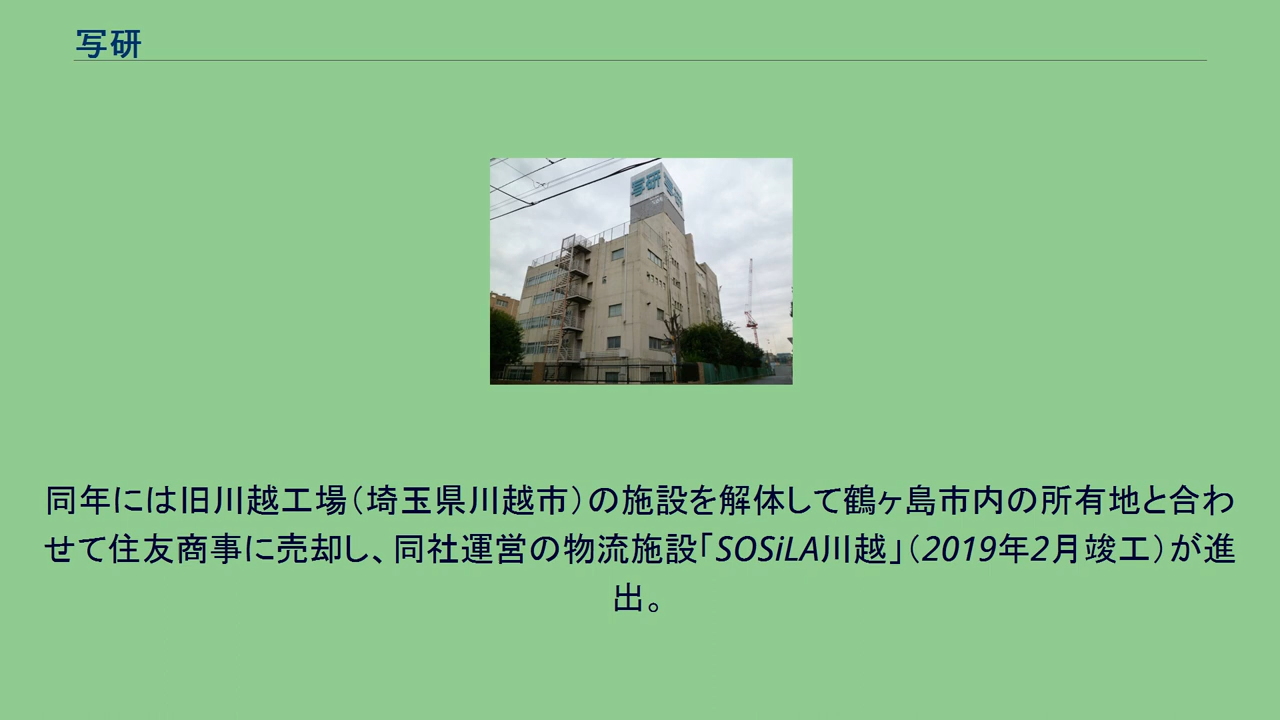 写研
写研 写研
同年には旧川越工場（埼玉県川越市）の施設を解体して鶴ヶ島市内の所有地と合わ
せて住友商事に売却し、同社運営の物流施設「SOSiLA川越」（2019年2月竣工）が進
出。